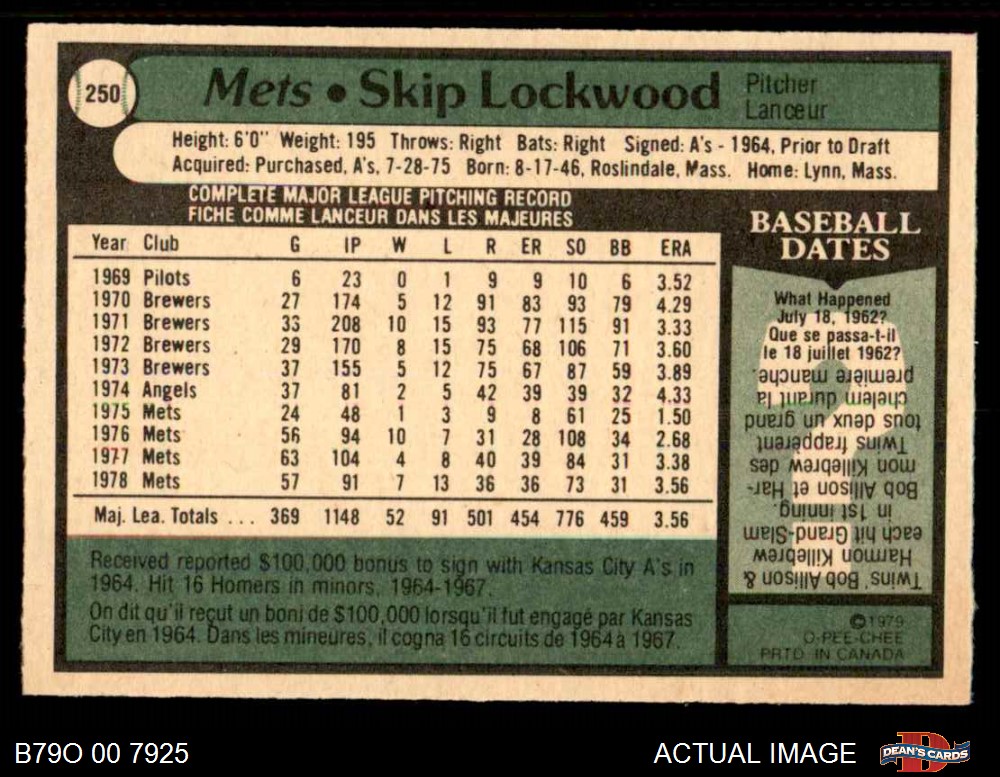 250
Mets • Skip Lockwood
Pitcher
Lanceur
Height: 6'0" Weight: 195 Throws: Right Bats: Right Signed: A's - 1964, Prior to Draft
Acquired: Purchased, A's, 7-28-75 Born: 8-17-46, Roslindale, Mass. Home: Lynn, Mass.
COMPLETE MAJOR LEAGUE PITCHING RECORD
FICHE COMME LANCEUR DANS LES MAJEURES
Year Club G IP W L R ER SO BB ERA
1969 Pilots 6 23 0 1 9 9 10 6 3.52
1970 Brewers 27 174 5 12 91 83 93 79 4.29
1971 Brewers 33 208 10 15 93 77 115 91 3.33
1972 Brewers 29 170 8 15 75 68 106 71 3.60
1973 Brewers 37 155 5 12 75 67 87 59 3.89
1974 Angels 37 81 2 5 42 39 39 32 4.33
1975 Mets 24 48 1 3 9 8 61 25 1.50
1976 Mets 56 94 10 7 31 28 108 34 2.68
1977 Mets 63 104 4 8 40 39 84 31 3.38
1978 Mets 57 91 7 13 36 36 73 31 3.56
Maj. Lea. Totals ... 369 1148 52 91 501 454 776 459 3.56
Received reported $100,000 bonus to sign with Kansas City A's in
1964. Hit 16 Homers in minors, 1964-1967.
On dit qu'il reçut un boni de $100,000 lorsqu'il fut engagé par Kansas
City en 1964. Dans les mineures, il cogna 16 circuits de 1964 à 1967.
BASEBALL
DATES
What Happened
July 18, 1962?
Que se passa-t-il
le 18 juillet 1962?
Twins' Bob Allison &
Harmon Killebrew
each hit Grand-Slam
in 1st inning.
Bob Allison et Har-
mon Killebrew des
Twins frappèrent
tous deux un grand
chelem durant la
première manche.
©1979
O-PEE-CHEE
PRTD. IN CANADA
B79O 00 7925
ACTUAL IMAGE
D
DEAN'S CARDS